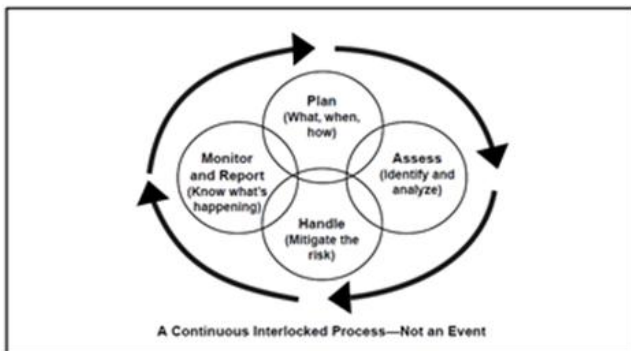 Plan
(What, when,
how)
Monitor
and Report
(Know what's
happening)
Assess
(Identify and
analyze)
Handle
(Mitigate the
risk)
A Continuous Interlocked Process—Not an Event